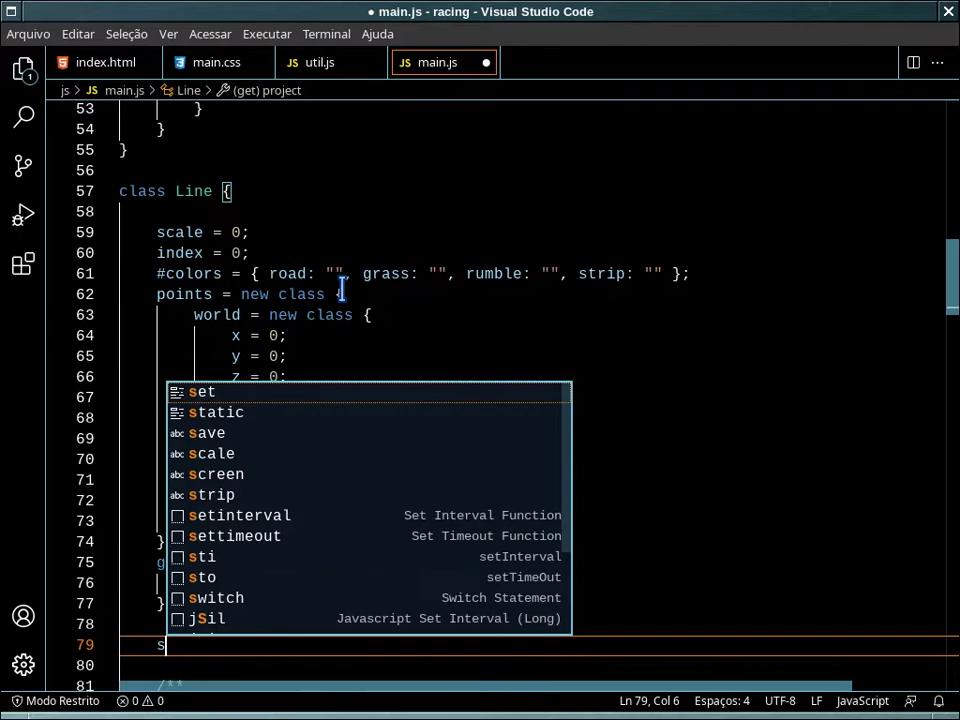 ● main.js - racing - Visual Studio Code
Arquivo Editar Seleção Ver Acessar Executar Terminal Ajuda
index.html main.css JS util.js JS main.js ●
js > JS main.js > Line > (get) project
53 }
54 }
55 }
56
57 class Line {
58
59 scale = 0;
60 index = 0;
61 #colors = { road: "", grass: "", rumble: "", strip: "" };
62 points = new class {
63 world = new class {
64 x = 0;
65 y = 0;
66 z = 0;
67 set
68 static
69 save
70 scale
71 screen
72 strip
73 setinterval Set Interval Function
74 } settimeout Set Timeout Function
75 g sti setInterval
76 sto setTimeOut
77 } switch Switch Statement
78 jSil Javascript Set Interval (Long)
79 s
80
81 /**
Modo Restrito 0 0 Ln 79, Col 6 Espaços: 4 UTF-8 LF JavaScript